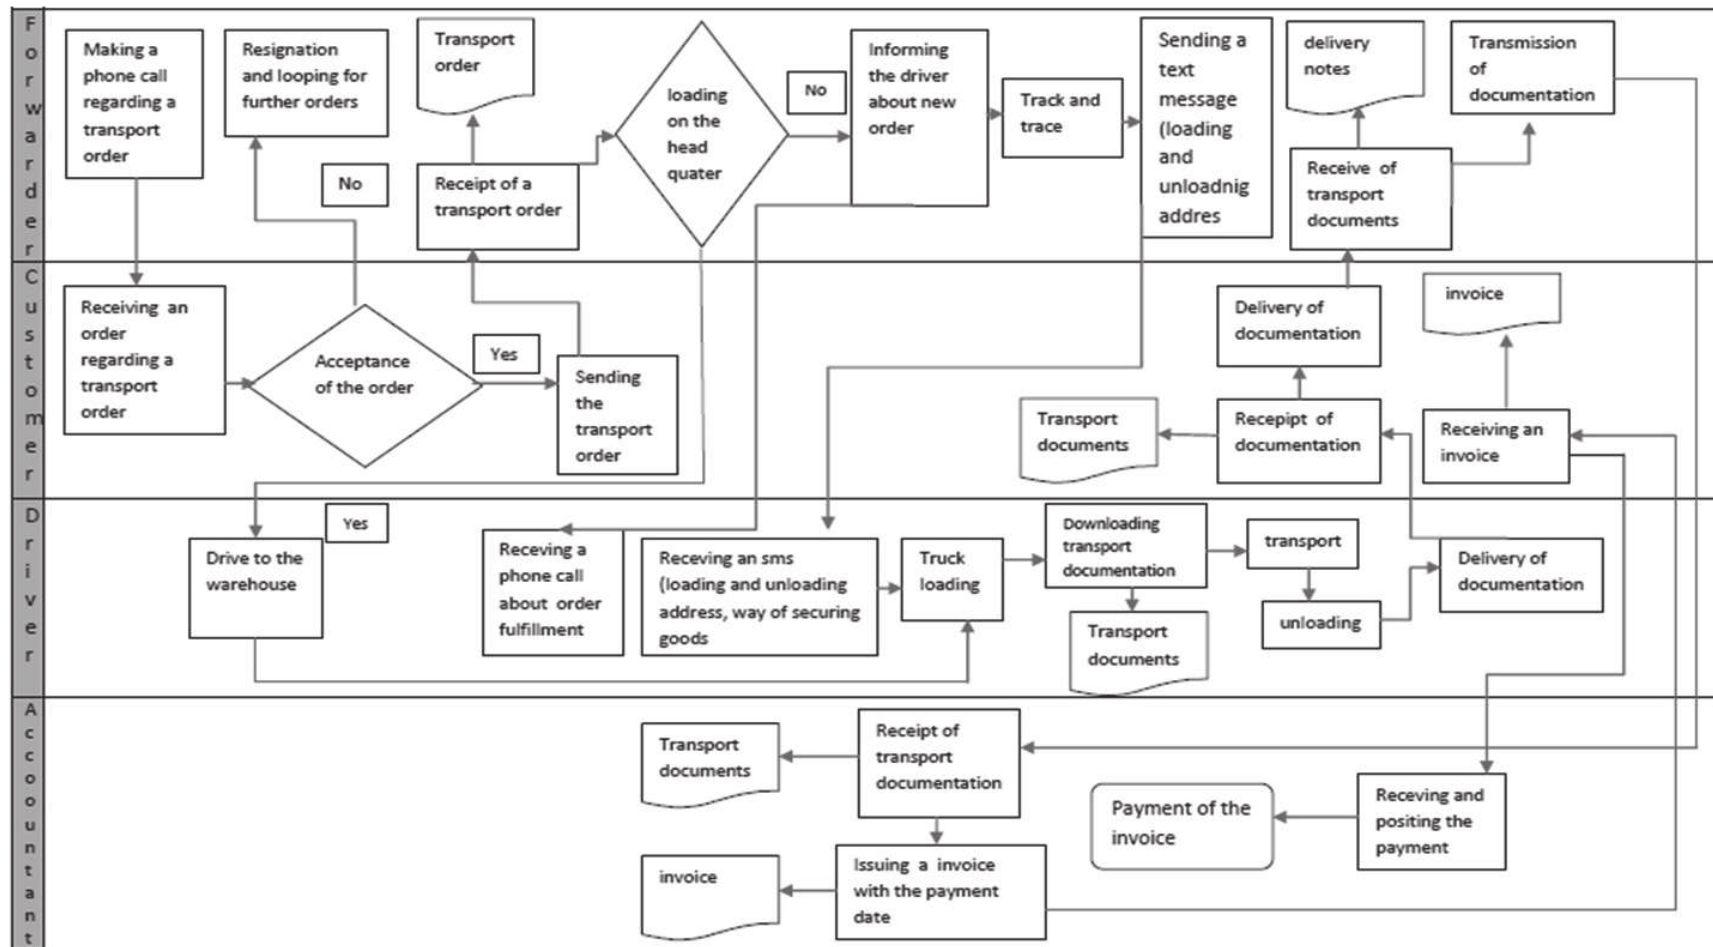 Forwarder
Making a
phone call
regarding a
transport
order
Resignation
and looping for
further orders
No
Transport
order
Receipt of a
transport order
loading
on the
head
quater
No
Informing
the driver
about new
order
Track and
trace
Sending a
text
message
(loading
and
unloadnig
addres
delivery
notes
Receive of
transport
documents
Transmission
of
documentation
Customer
Receiving an
order
regarding a
transport
order
Acceptance
of the order
Yes
Sending
the
transport
order
Transport
documents
Delivery of
documentation
Recepipt of
documentation
invoice
Receiving an
invoice
Driver
Drive to the
warehouse
Yes
Receving a
phone call
about order
fulfillment
Receving an sms
(loading and unloading
address, way of securing
goods
Truck
loading
Downloading
transport
documentation
Transport
documents
transport
unloading
Delivery of
documentation
Accountant
Transport
documents
Receipt of
transport
documentation
invoice
Issuing a invoice
with the payment
date
Payment of the
invoice
Receving and
positing the
payment